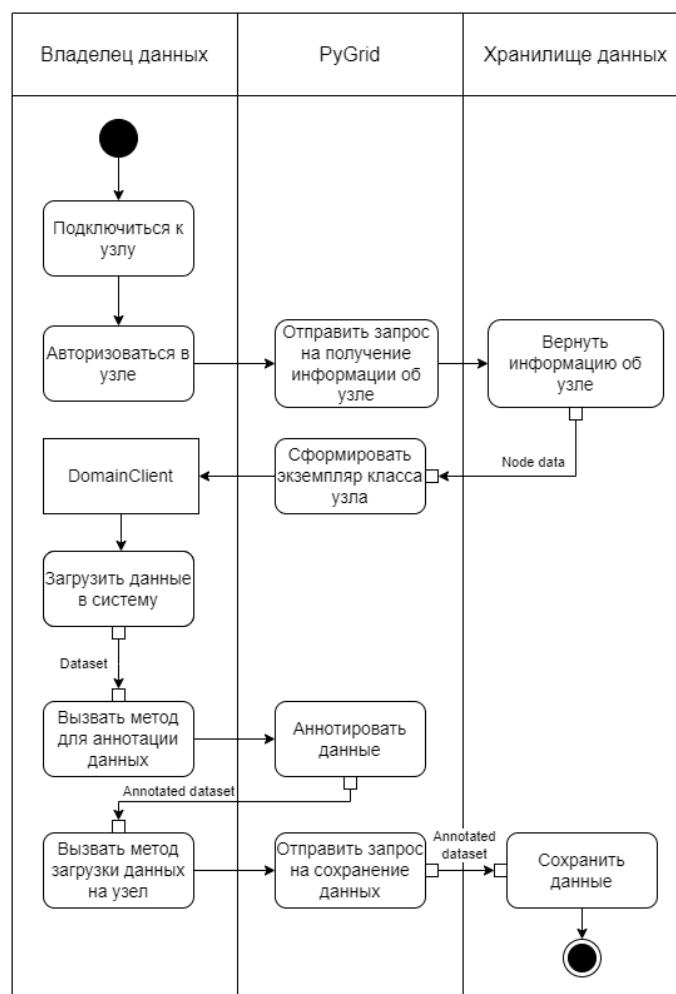 Владелец данных
PyGrid
Хранилище данных
Подключиться к
узлу
Авторизоваться в
узле
Отправить запрос
на получение
информации об
узле
Вернуть
информацию об
узле
Node data
Сформировать
экземпляр класса
узла
DomainClient
Загрузить данные
в систему
Dataset
Вызвать метод
для аннотации
данных
Аннотировать
данные
Annotated dataset
Вызвать метод
загрузки данных
на узел
Отправить запрос
на сохранение
данных
Annotated
dataset
Сохранить
данные